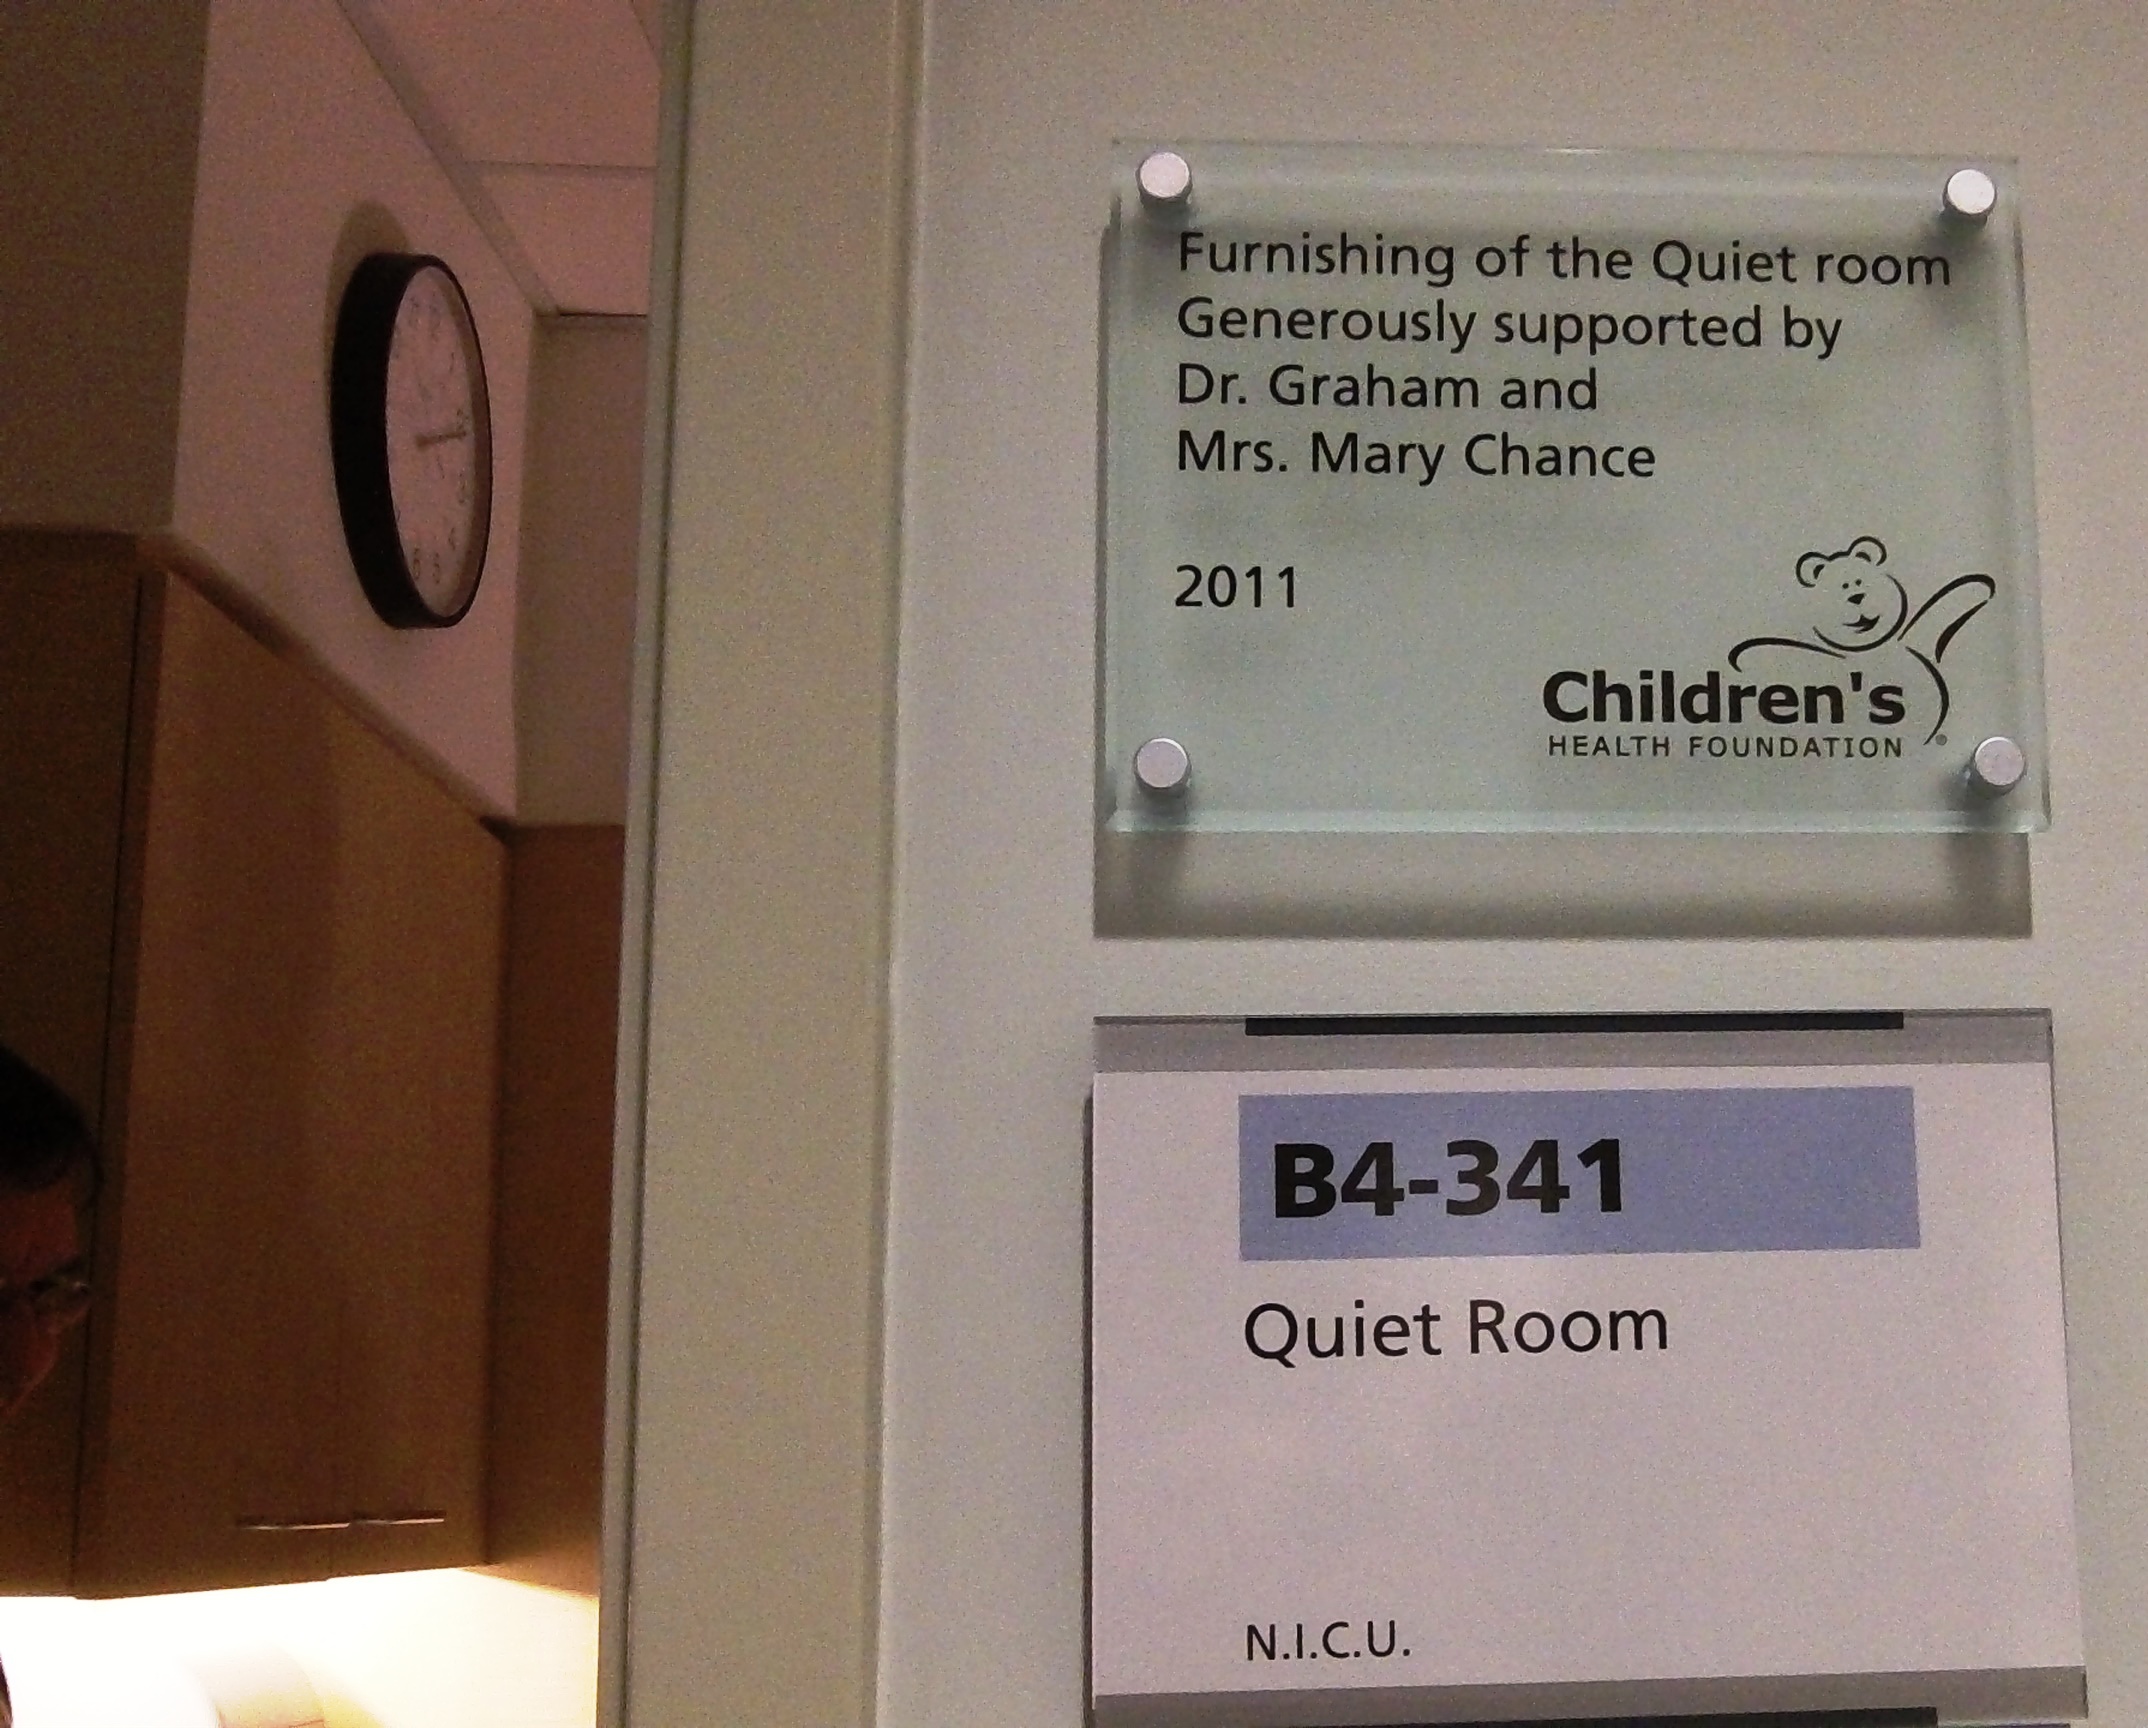 Furnishing of the Quiet room
Generously supported by
Dr. Graham and
Mrs. Mary Chance
2011
Children's
HEALTH FOUNDATION
B4-341
Quiet Room
N.I.C.U.